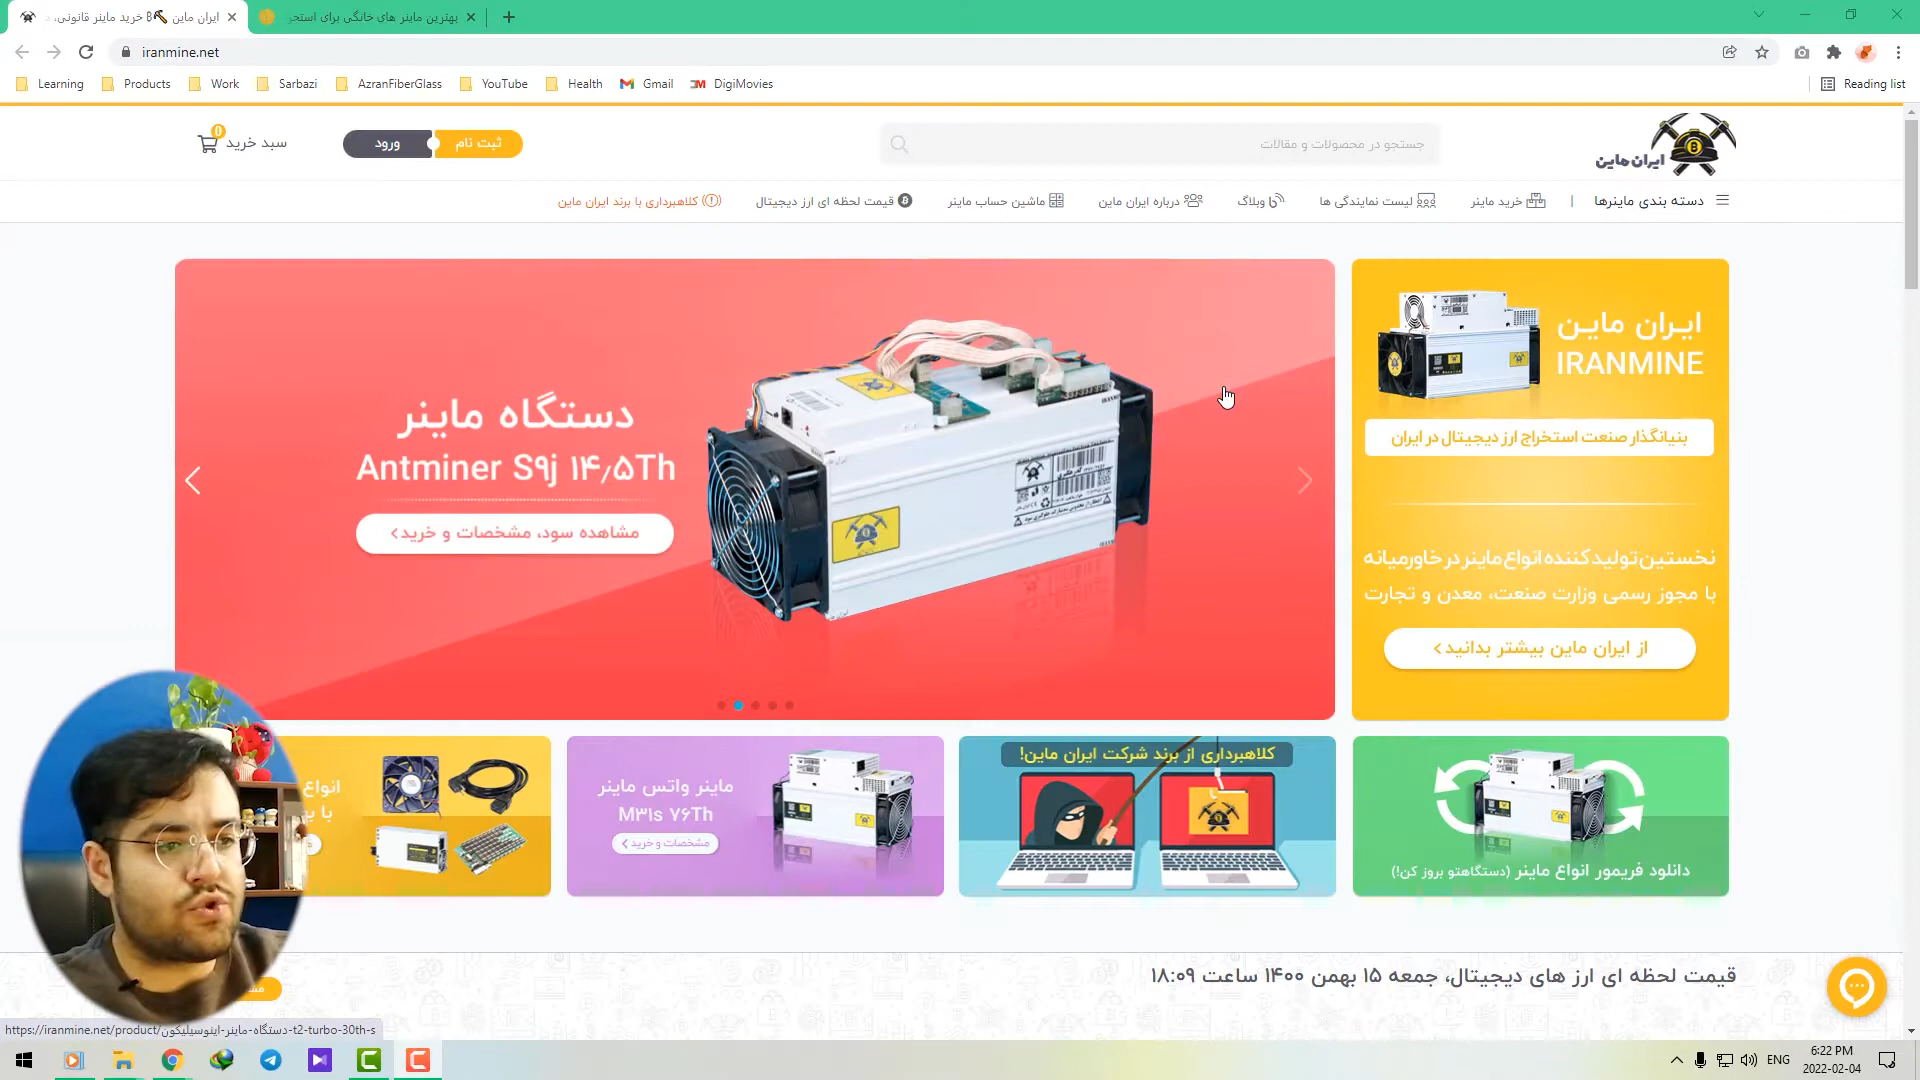 ایران ماین B⛏ خرید ماینر قانونی،
بهترین ماینر های خانگی برای استخر
iranmine.net
Learning
Products
Work
Sarbazi
AzranFiberGlass
YouTube
Health
Gmail
DigiMovies
Reading list
ایران‌ماین
جستجو در محصولات و مقالات
ثبت نام
ورود
سبد خرید
0
دسته بندی ماینرها
|
خرید ماینر
لیست نمایندگی ها
وبلاگ
درباره ایران ماین
ماشین حساب ماینر
قیمت لحظه ای ارز دیجیتال
کلاهبرداری با برند ایران ماین
دستگاه ماینر
Antminer S۹j ۱۴٫۵Th
مشاهده سود، مشخصات و خرید
ایـران ماین
IRANMINE
بنیانگذار صنعت استخراج ارز دیجیتال در ایران
نخستین تولید کننده انواع ماینر در خاورمیانه
با مجوز رسمی وزارت صنعت، معدن و تجارت
از ایران ماین بیشتر بدانید
دانلود فریمور انواع ماینر (دستگاهتو بروز کن!)
کلاهبرداری از برند شرکت ایران ماین!
ماینر واتس ماینر
M۳۱s ۷۶Th
مشخصات و خرید
انواع
با
قیمت لحظه ای ارز های دیجیتال، جمعه ۱۵ بهمن ۱۴۰۰ ساعت ۱۸:۰۹
https://iranmine.net/product/دستگاه-ماینر-اینوسیلیکون-t2-turbo-30th-s
ENG
6:22 PM
2022-02-04